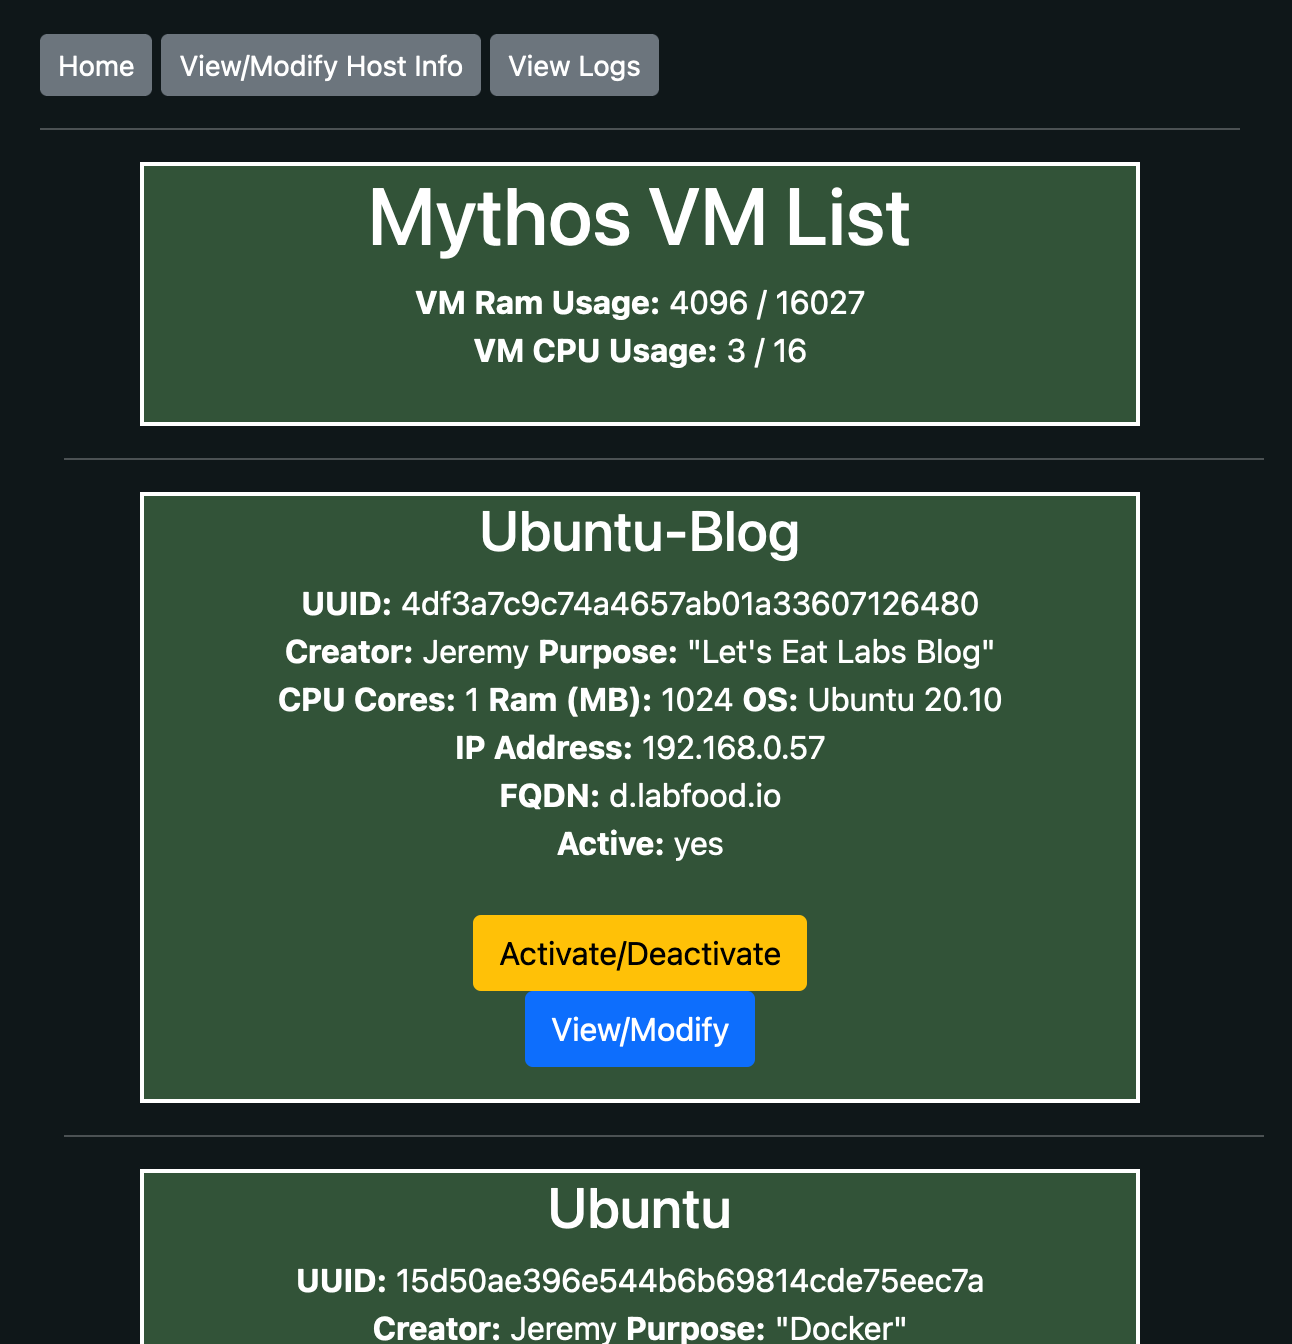 Home View/Modify Host Info View Logs
Mythos VM List
VM Ram Usage: 4096 / 16027
VM CPU Usage: 3 / 16
Ubuntu-Blog
UUID: 4df3a7c9c74a4657ab01a33607126480
Creator: Jeremy Purpose: "Let's Eat Labs Blog"
CPU Cores: 1 Ram (MB): 1024 OS: Ubuntu 20.10
IP Address: 192.168.0.57
FQDN: d.labfood.io
Active: yes
Activate/Deactivate
View/Modify
Ubuntu
UUID: 15d50ae396e544b6b69814cde75eec7a
Creator: Jeremy Purpose: "Docker"